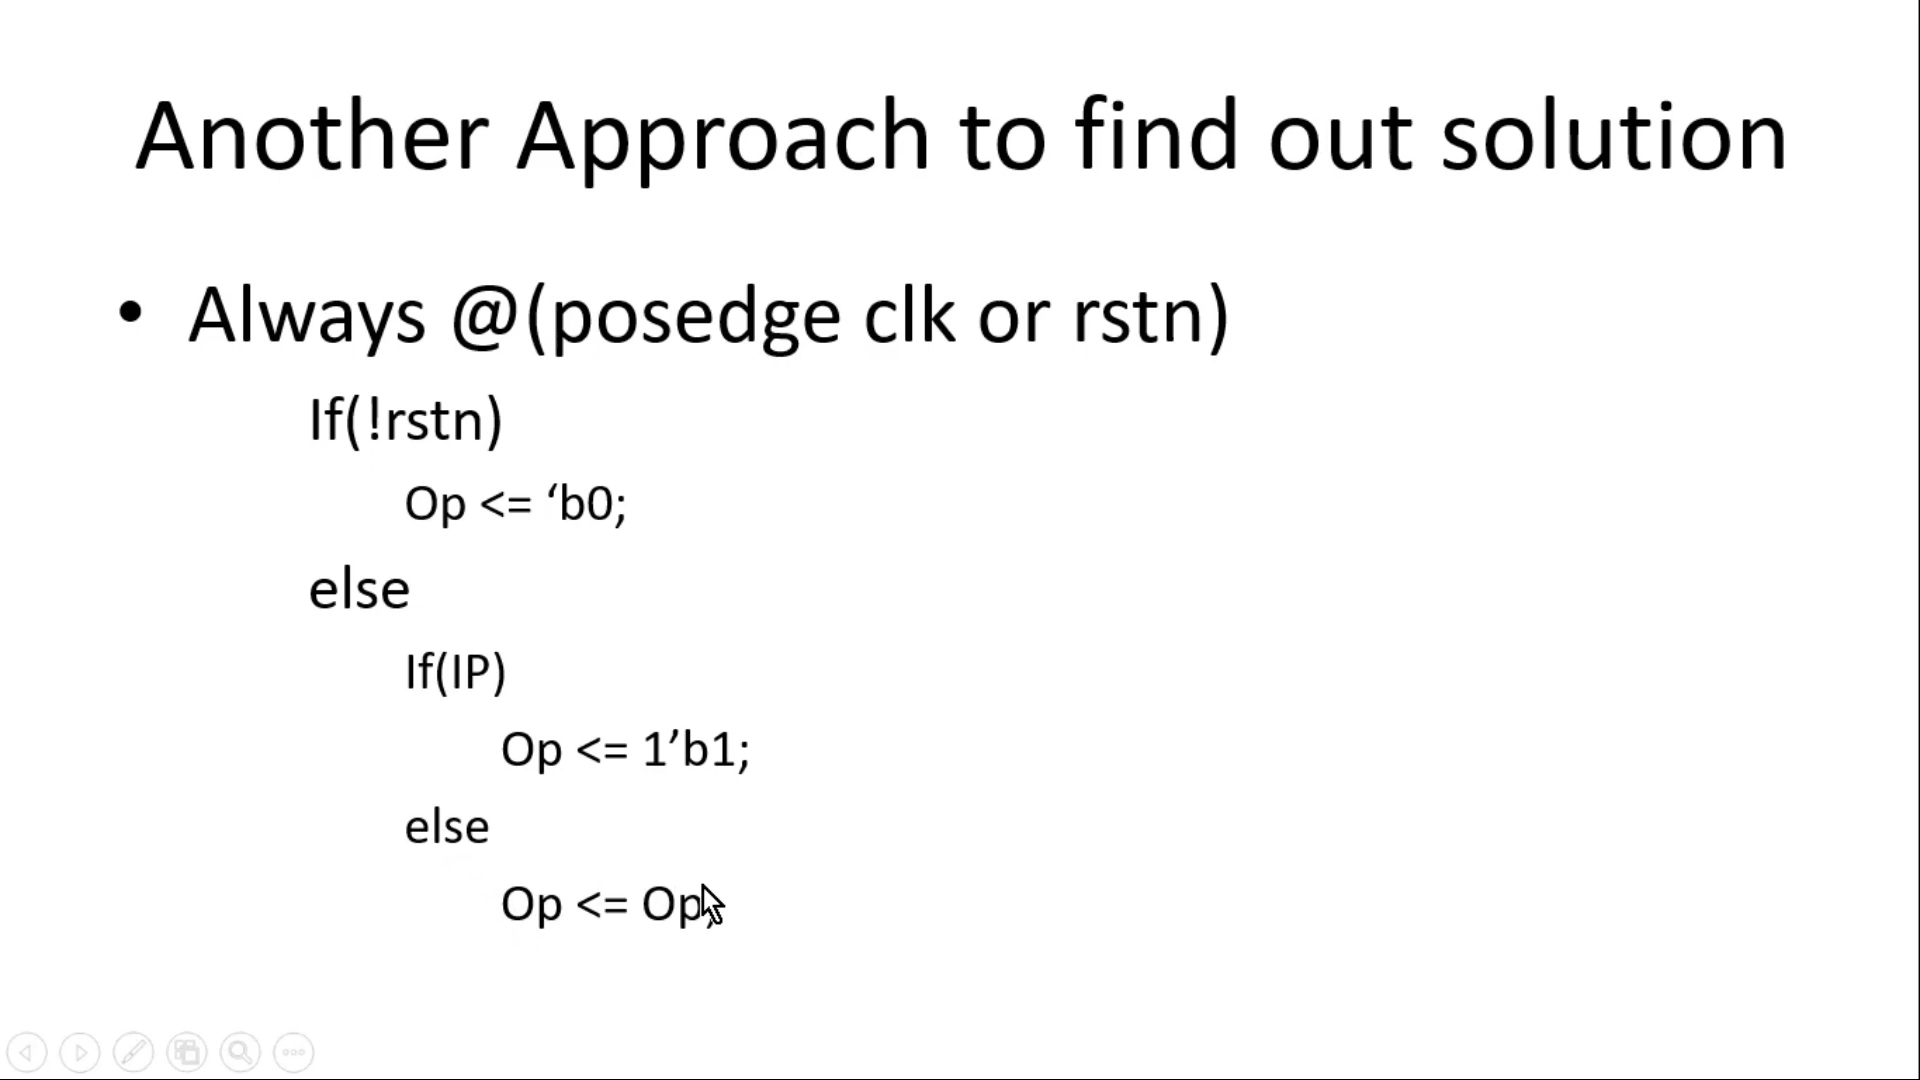 Another Approach to find out solution
• Always @(posedge clk or rstn)
If(!rstn)
Op <= ‘b0;
else
If(IP)
Op <= 1’b1;
else
Op <= Op;